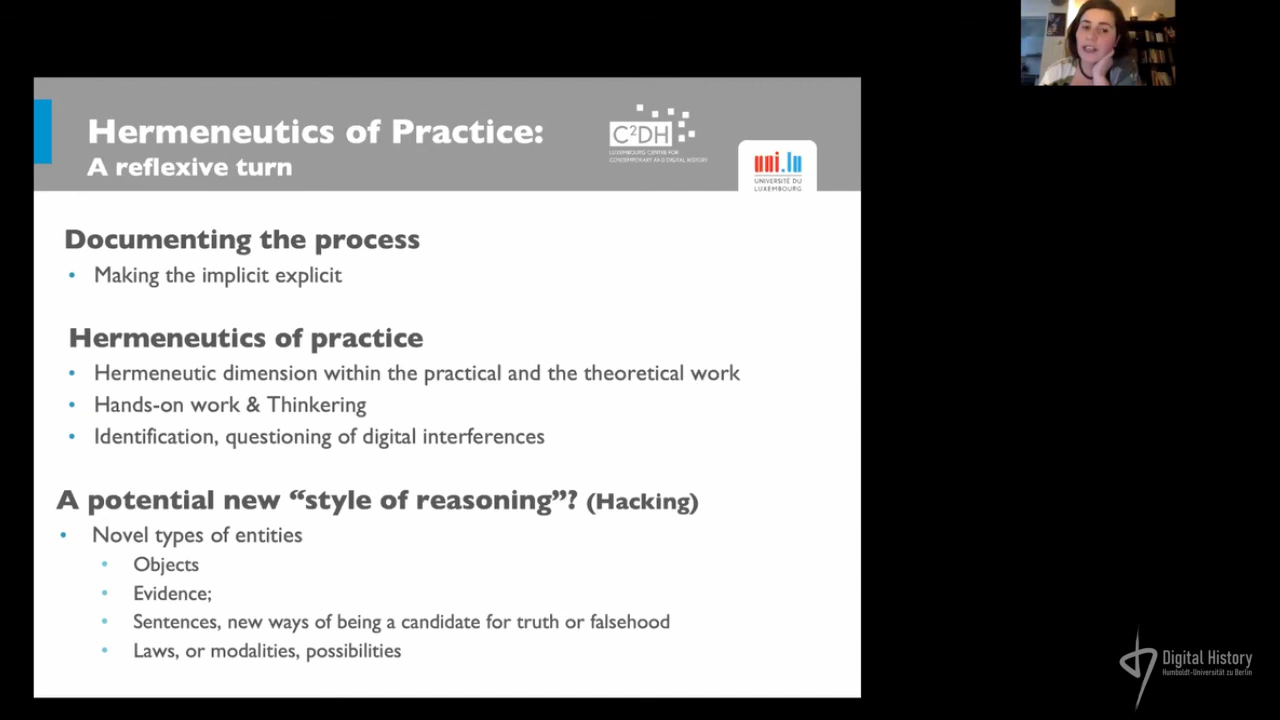 Hermeneutics of Practice:
A reflexive turn
C²DH
LUXEMBOURG CENTRE FOR
CONTEMPORARY AND DIGITAL HISTORY
uni.lu
UNIVERSITÉ DU
LUXEMBOURG
Documenting the process
• Making the implicit explicit
Hermeneutics of practice
• Hermeneutic dimension within the practical and the theoretical work
• Hands-on work & Thinkering
• Identification, questioning of digital interferences
A potential new “style of reasoning”? (Hacking)
• Novel types of entities
• Objects
• Evidence;
• Sentences, new ways of being a candidate for truth or falsehood
• Laws, or modalities, possibilities
Digital History
Humboldt-Universität zu Berlin